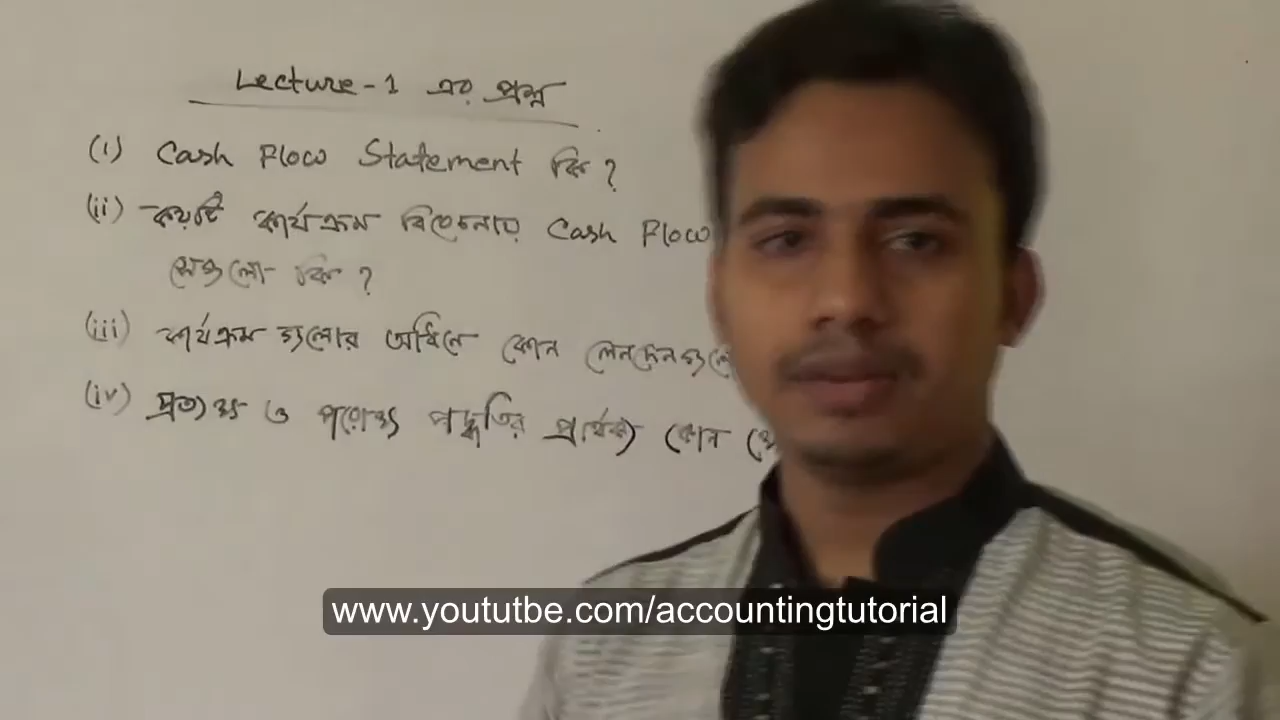 Lecture - 1 এর প্রশ্ন
(i) Cash Flow Statement কি ?
(ii) কয়টি কার্যক্রম বিবেচনায় Cash Flow
সেগুলো কি ?
(iii) কার্যক্রম গুলোর অধিনে কোন লেনদেনগুলো
(iv) প্রত্যক্ষ ও পরোক্ষ পদ্ধতির প্রার্থক্য কোন
www.yoututbe.com/accountingtutorial